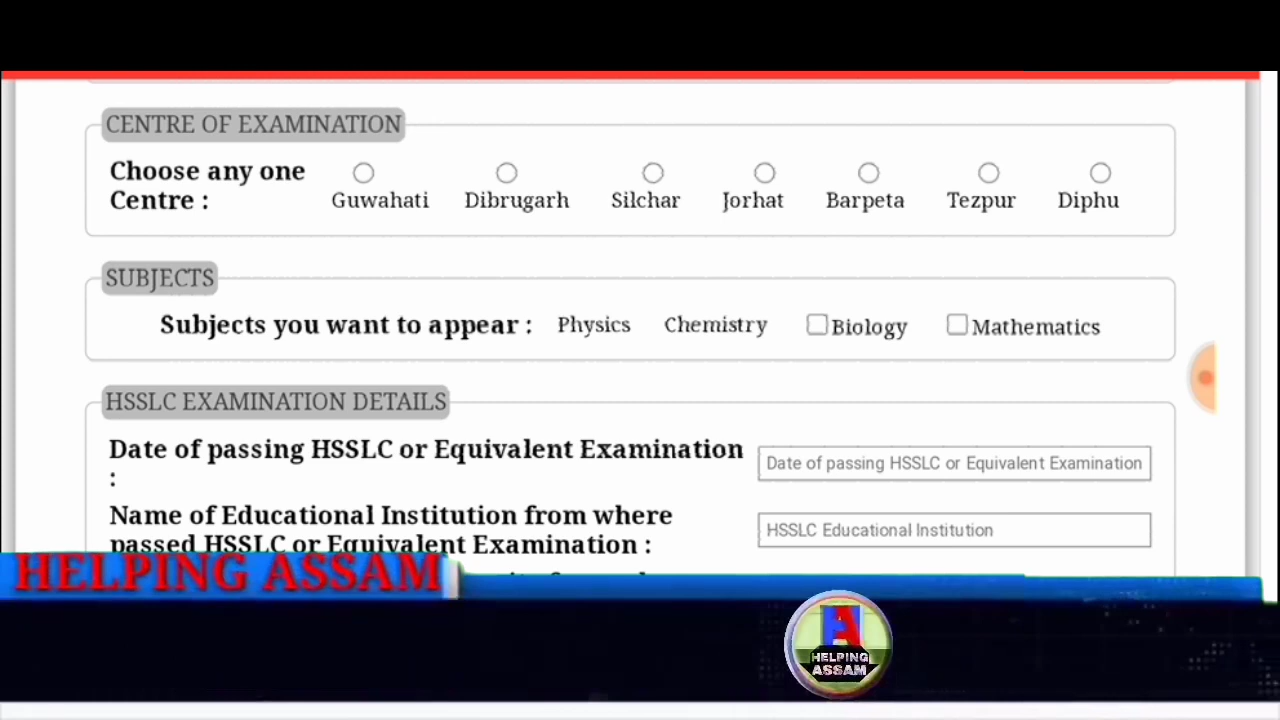 CENTRE OF EXAMINATION
Choose any one
Centre :
Guwahati Dibrugarh Silchar Jorhat Barpeta Tezpur Diphu
SUBJECTS
Subjects you want to appear : Physics Chemistry Biology Mathematics
HSSLC EXAMINATION DETAILS
Date of passing HSSLC or Equivalent Examination
:
Date of passing HSSLC or Equivalent Examination
Name of Educational Institution from where
passed HSSLC or Equivalent Examination :
HSSLC Educational Institution
HELPING ASSAM
A
HELPING
ASSAM